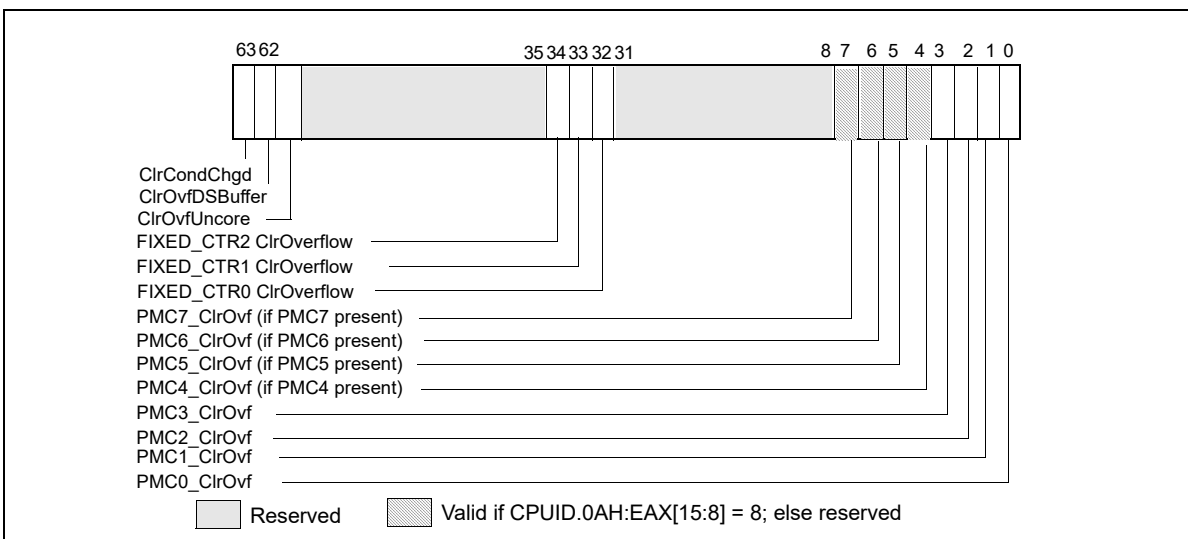 63 62 35 34 33 32 31 8 7 6 5 4 3 2 1 0
ClrCondChgd
ClrOvfDSBuffer
ClrOvfUncore
FIXED_CTR2 ClrOverflow
FIXED_CTR1 ClrOverflow
FIXED_CTR0 ClrOverflow
PMC7_ClrOvf (if PMC7 present)
PMC6_ClrOvf (if PMC6 present)
PMC5_ClrOvf (if PMC5 present)
PMC4_ClrOvf (if PMC4 present)
PMC3_ClrOvf
PMC2_ClrOvf
PMC1_ClrOvf
PMC0_ClrOvf
Reserved Valid if CPUID.0AH:EAX[15:8] = 8; else reserved